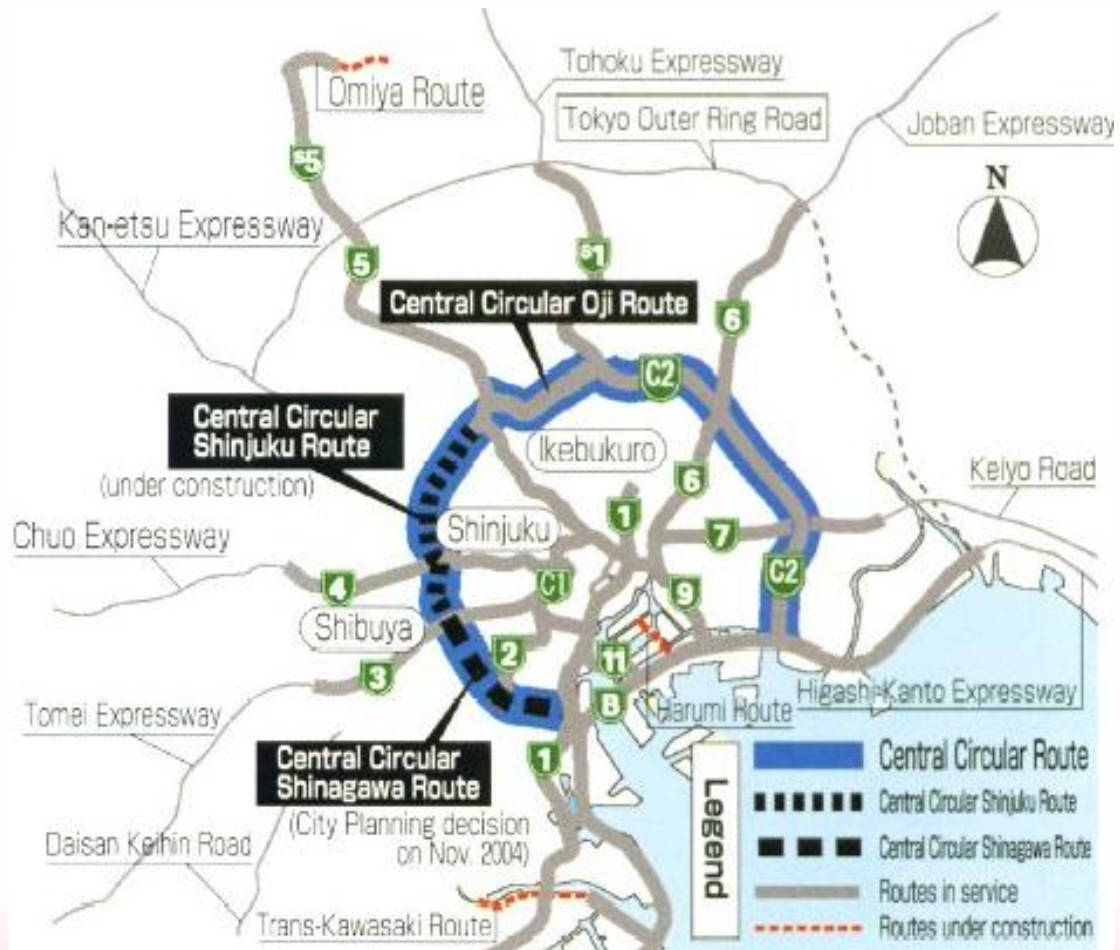 Tohoku Expressway
Omiya Route
Tokyo Outer Ring Road
Joban Expressway
S5
N
Kan-etsu Expressway
5
S1
Central Circular Oji Route
6
C2
Central Circular
Shinjuku Route
(under construction)
Ikebukuro
6
Keiyo Road
Shinjuku
1
7
Chuo Expressway
4
C1
9
C2
Shibuya
3
2
11
B
Higashi-Kanto Expressway
Harumi Route
Tomei Expressway
Central Circular
Shinagawa Route
(City Planning decision
on Nov. 2004)
1
Daisan Keihin Road
Trans-Kawasaki Route
Legend
Central Circular Route
Central Circular Shinjuku Route
Central Circular Shinagawa Route
Routes in service
Routes under construction